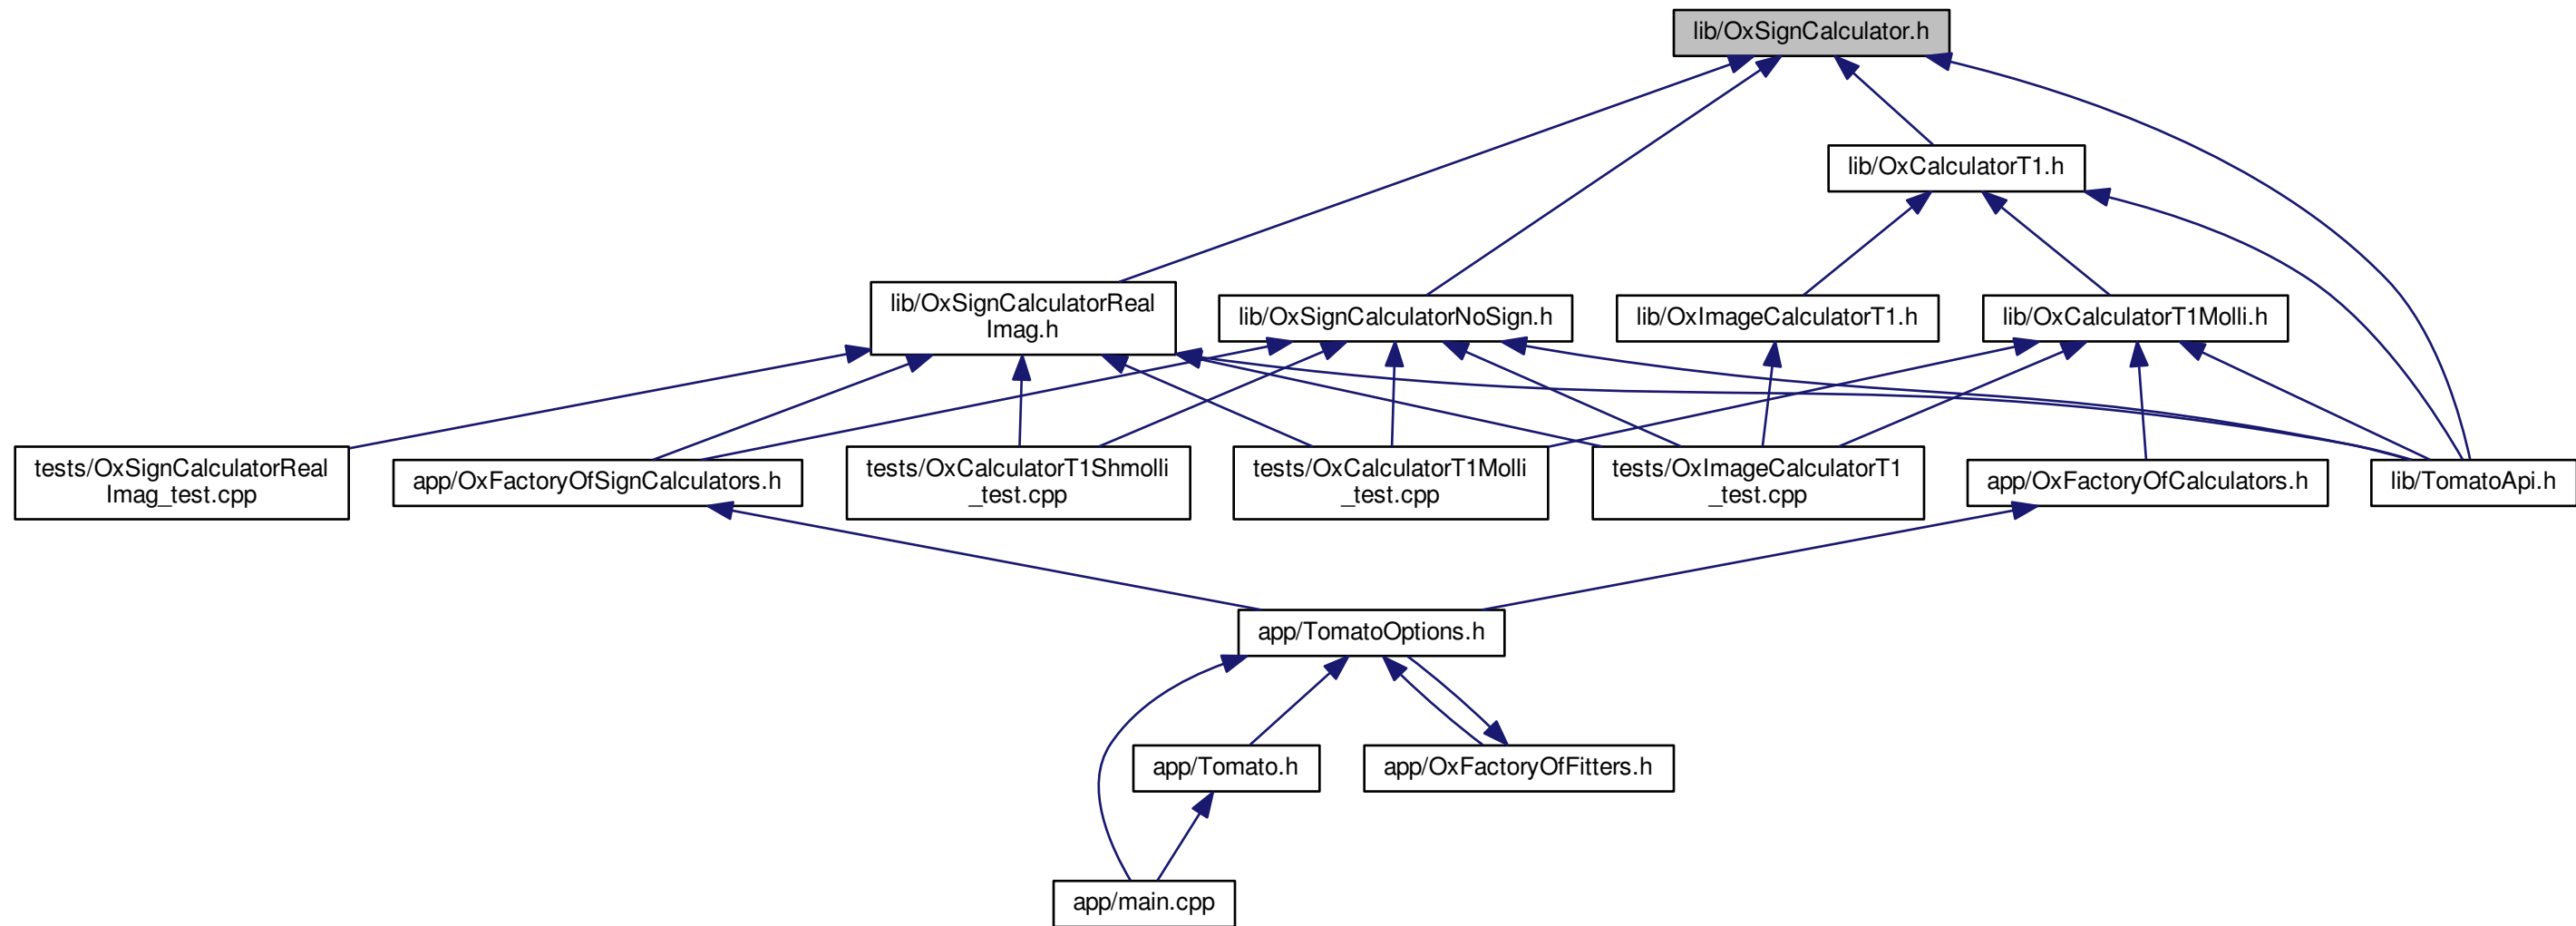 lib/OxSignCalculator.h
lib/OxCalculatorT1.h
lib/OxSignCalculatorReal
Imag.h
lib/OxSignCalculatorNoSign.h
lib/OxImageCalculatorT1.h
lib/OxCalculatorT1Molli.h
tests/OxSignCalculatorReal
Imag_test.cpp
app/OxFactoryOfSignCalculators.h
tests/OxCalculatorT1Shmolli
_test.cpp
tests/OxCalculatorT1Molli
_test.cpp
tests/OxImageCalculatorT1
_test.cpp
app/OxFactoryOfCalculators.h
lib/TomatoApi.h
app/TomatoOptions.h
app/Tomato.h
app/OxFactoryOfFitters.h
app/main.cpp